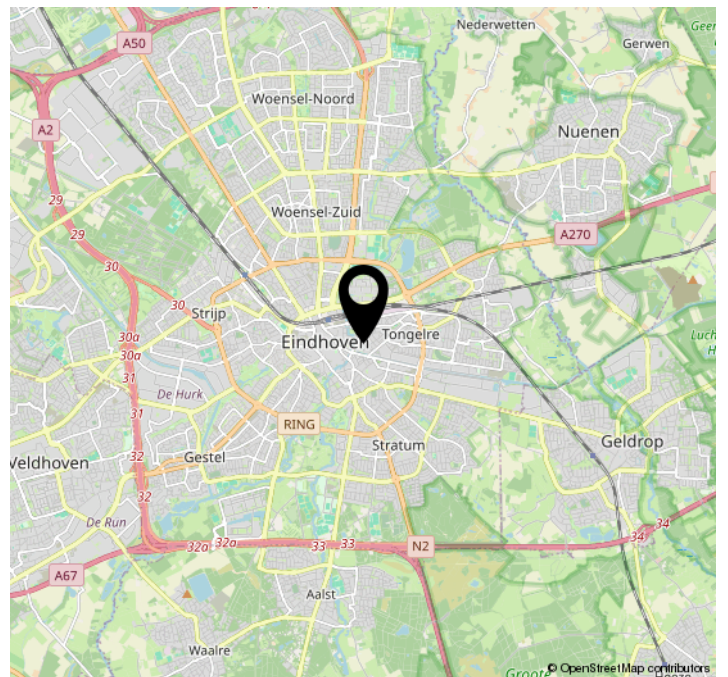 Nederwetten
A50
Gerwen
Woensel-Noord
A2
Nuenen
29
Woensel-Zuid
29
A270
30
30
Strijp
30a
Tongelre
Eindhoven
30a
31
De Hurk
31
RING
Geldrop
Stratum
32
Gestel
Veldhoven
32
De Run
34
34
32a
32a
33
33
N2
A67
Aalst
Waalre
Groote
© OpenStreetMap contributors